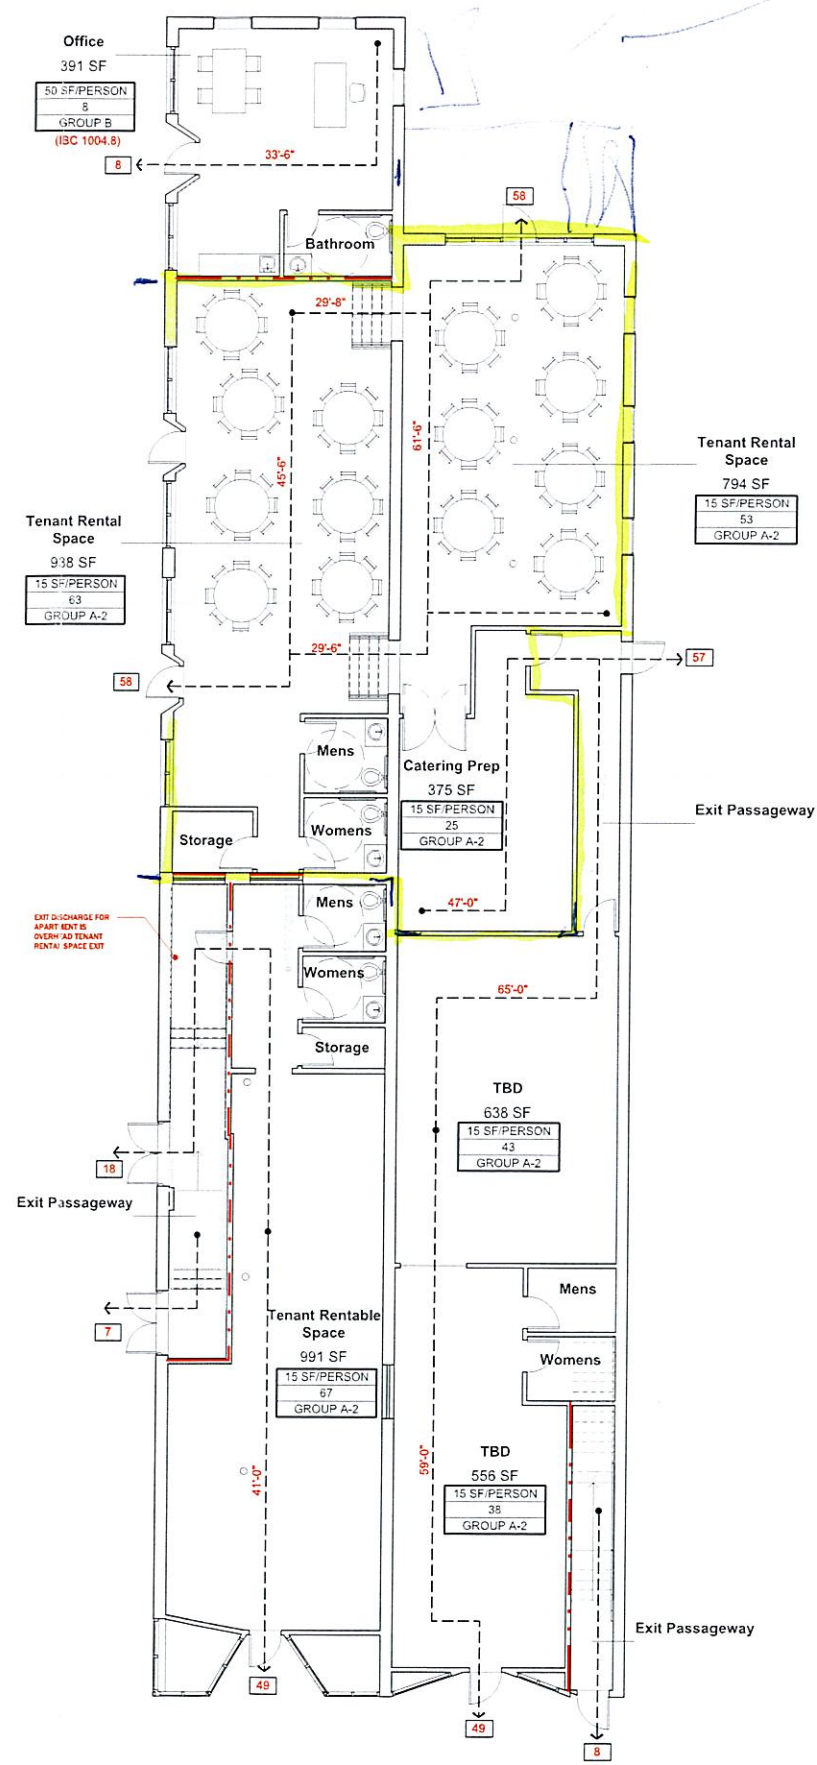 Office
391 SF
50 SF/PERSON
8
GROUP B
(IBC 1004.8)
8
33'-6"
58
Bathroom
29'-8"
61'-6"
45'-6"
Tenant Rental
Space
794 SF
15 SF/PERSON
53
GROUP A-2
Tenant Rental
Space
938 SF
15 SF/PERSON
63
GROUP A-2
29'-6"
57
58
Mens
Catering Prep
375 SF
15 SF/PERSON
25
GROUP A-2
Exit Passageway
Storage
Womens
47'-0"
Mens
EXIT DISCHARGE FOR
APARTMENT IS
OVERHEAD TENANT
RENTAL SPACE EXIT
Womens
65'-0"
Storage
TBD
638 SF
15 SF/PERSON
43
GROUP A-2
18
Exit Passageway
Mens
7
Tenant Rentable
Space
991 SF
15 SF/PERSON
67
GROUP A-2
Womens
TBD
556 SF
15 SF/PERSON
38
GROUP A-2
59'-0"
41'-0"
Exit Passageway
49
49
8